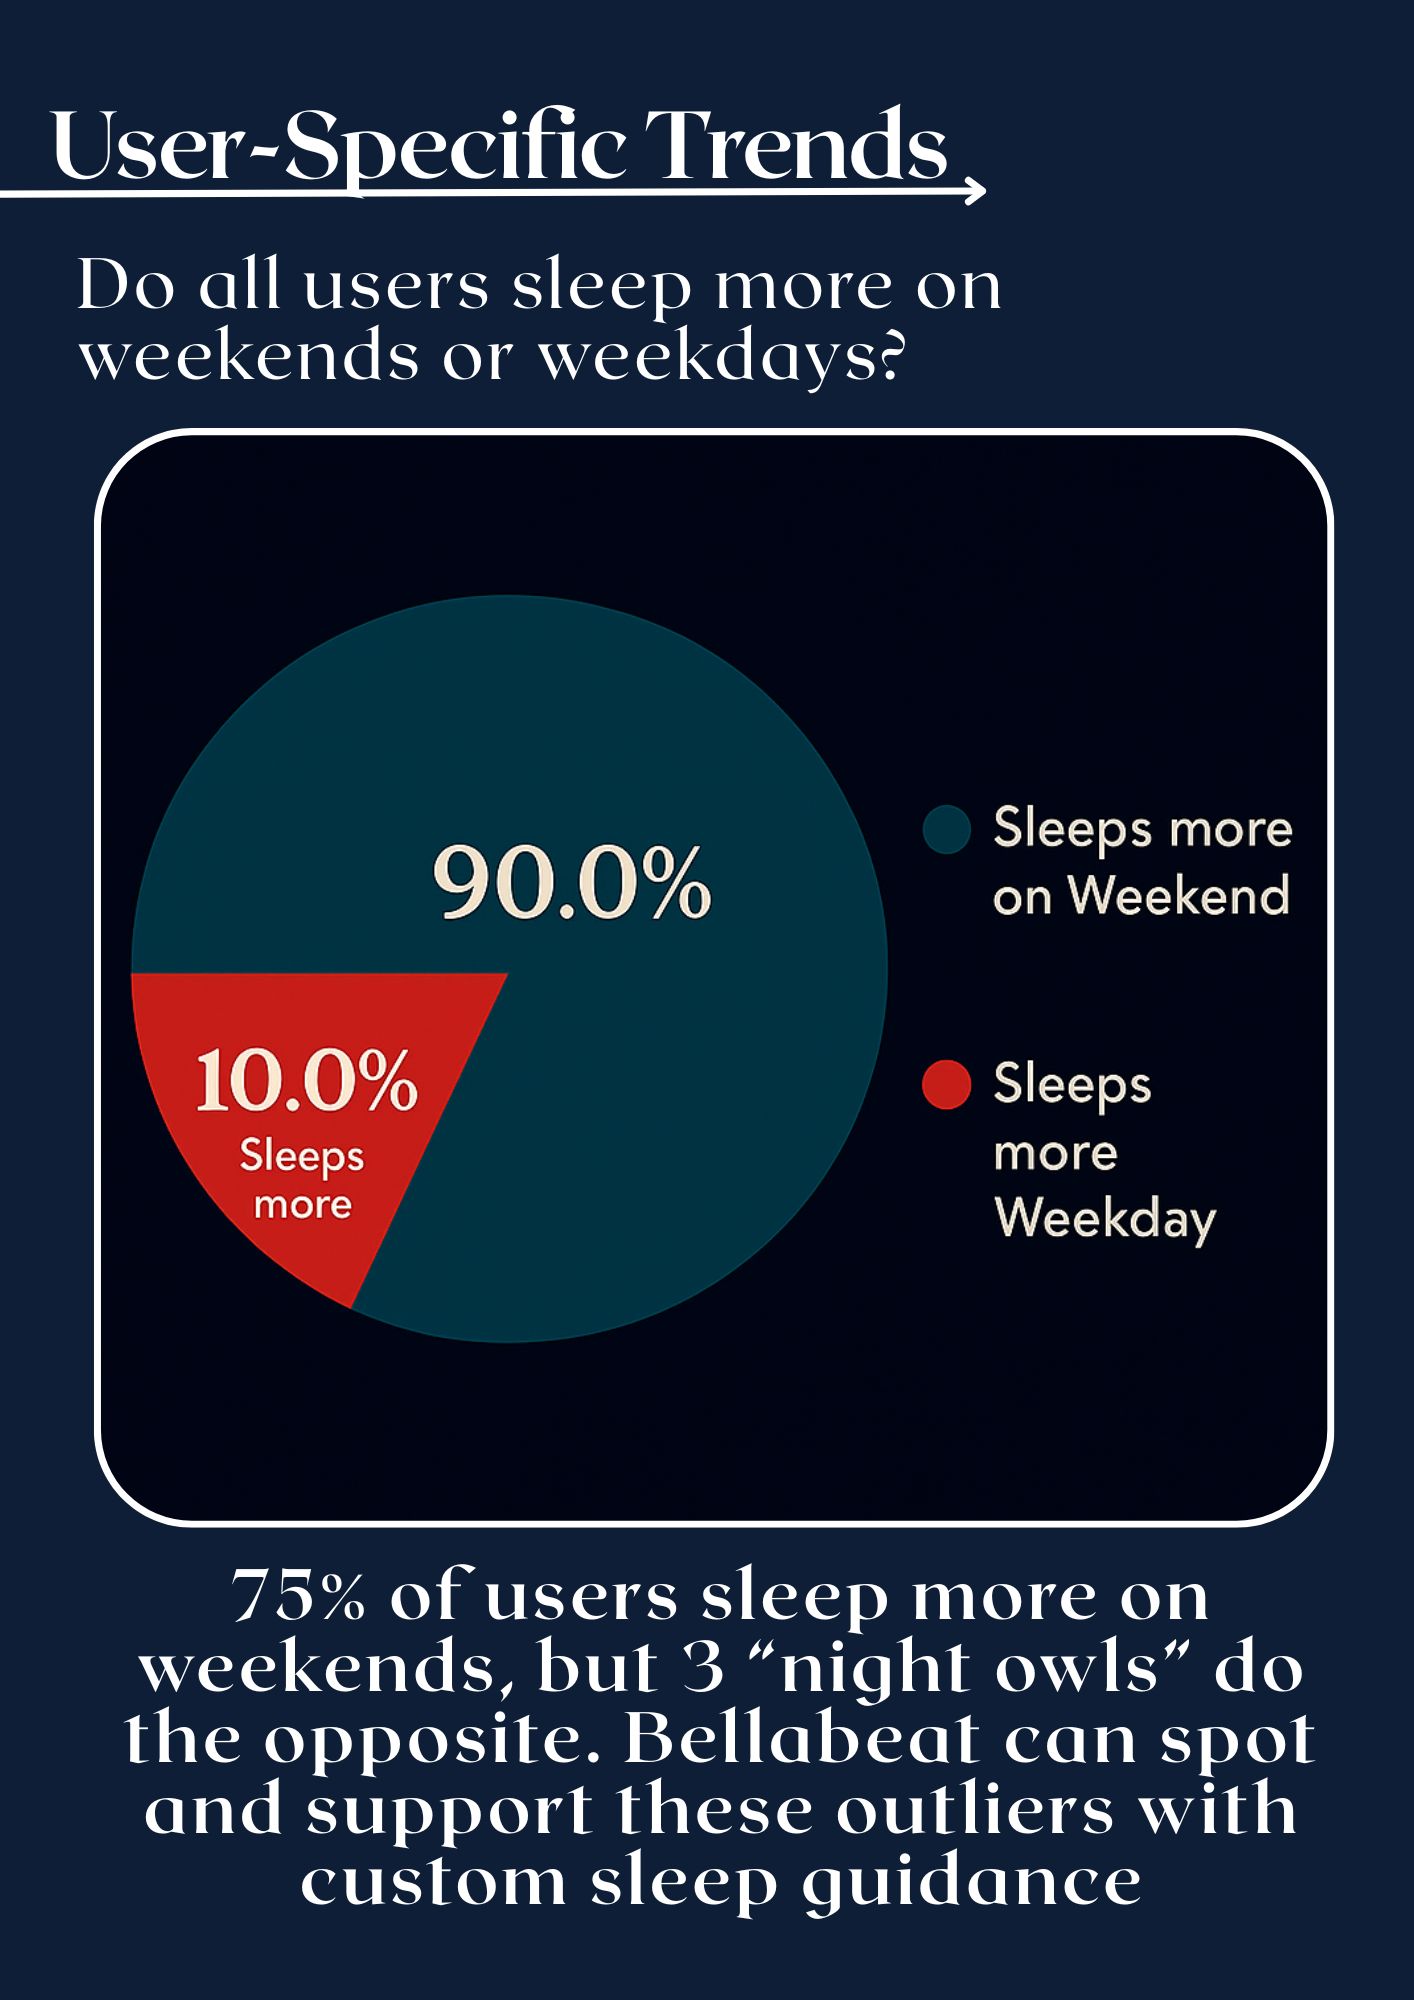 User-Specific Trends
Do all users sleep more on
weekends or weekdays?
90.0%
10.0%
Sleeps
more
Sleeps more
on Weekend
Sleeps
more
Weekday
75% of users sleep more on
weekends, but 3 “night owls” do
the opposite. Bellabeat can spot
and support these outliers with
custom sleep guidance